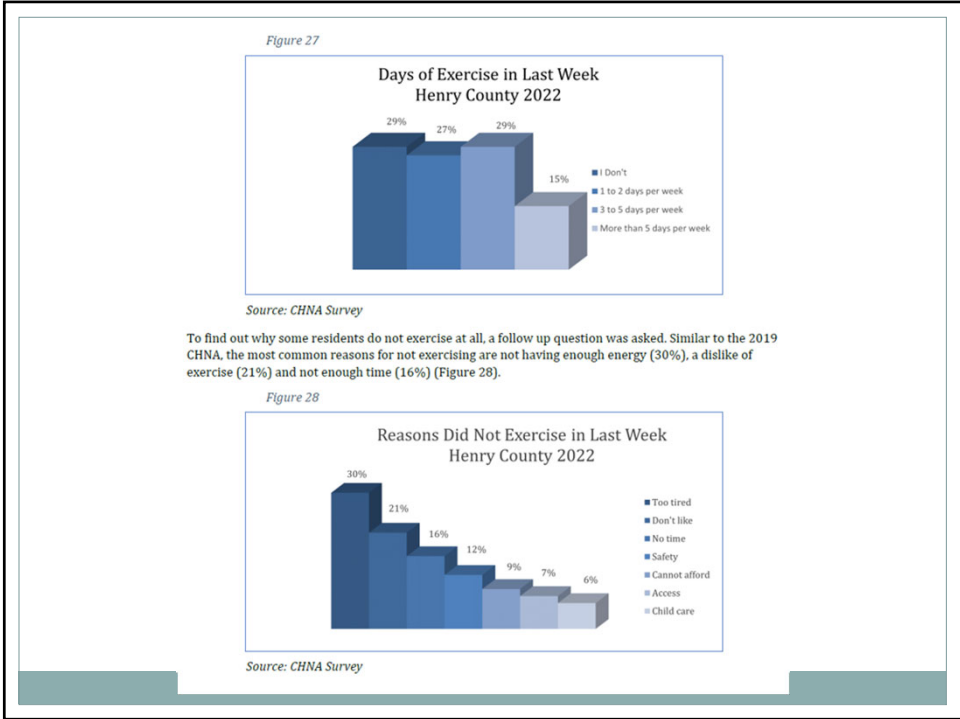 Figure 27
Days of Exercise in Last Week
Henry County 2022
29%
27%
29%
15%
I Don't
1 to 2 days per week
3 to 5 days per week
More than 5 days per week
Source: CHNA Survey
To find out why some residents do not exercise at all, a follow up question was asked. Similar to the 2019
CHNA, the most common reasons for not exercising are not having enough energy (30%), a dislike of
exercise (21%) and not enough time (16%) (Figure 28).
Figure 28
Reasons Did Not Exercise in Last Week
Henry County 2022
30%
21%
16%
12%
9%
7%
6%
Too tired
Don't like
No time
Safety
Cannot afford
Access
Child care
Source: CHNA Survey